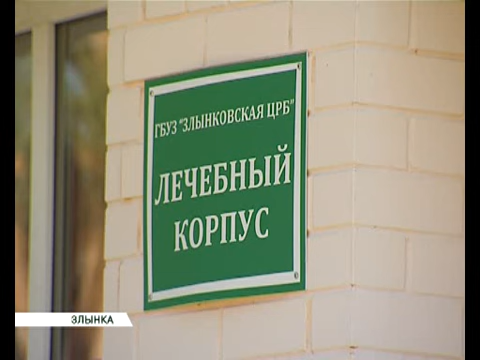 ГБУЗ "ЗЛЫНКОВСКАЯ ЦРБ"
ЛЕЧЕБНЫЙ
КОРПУС
ЗЛЫНКА